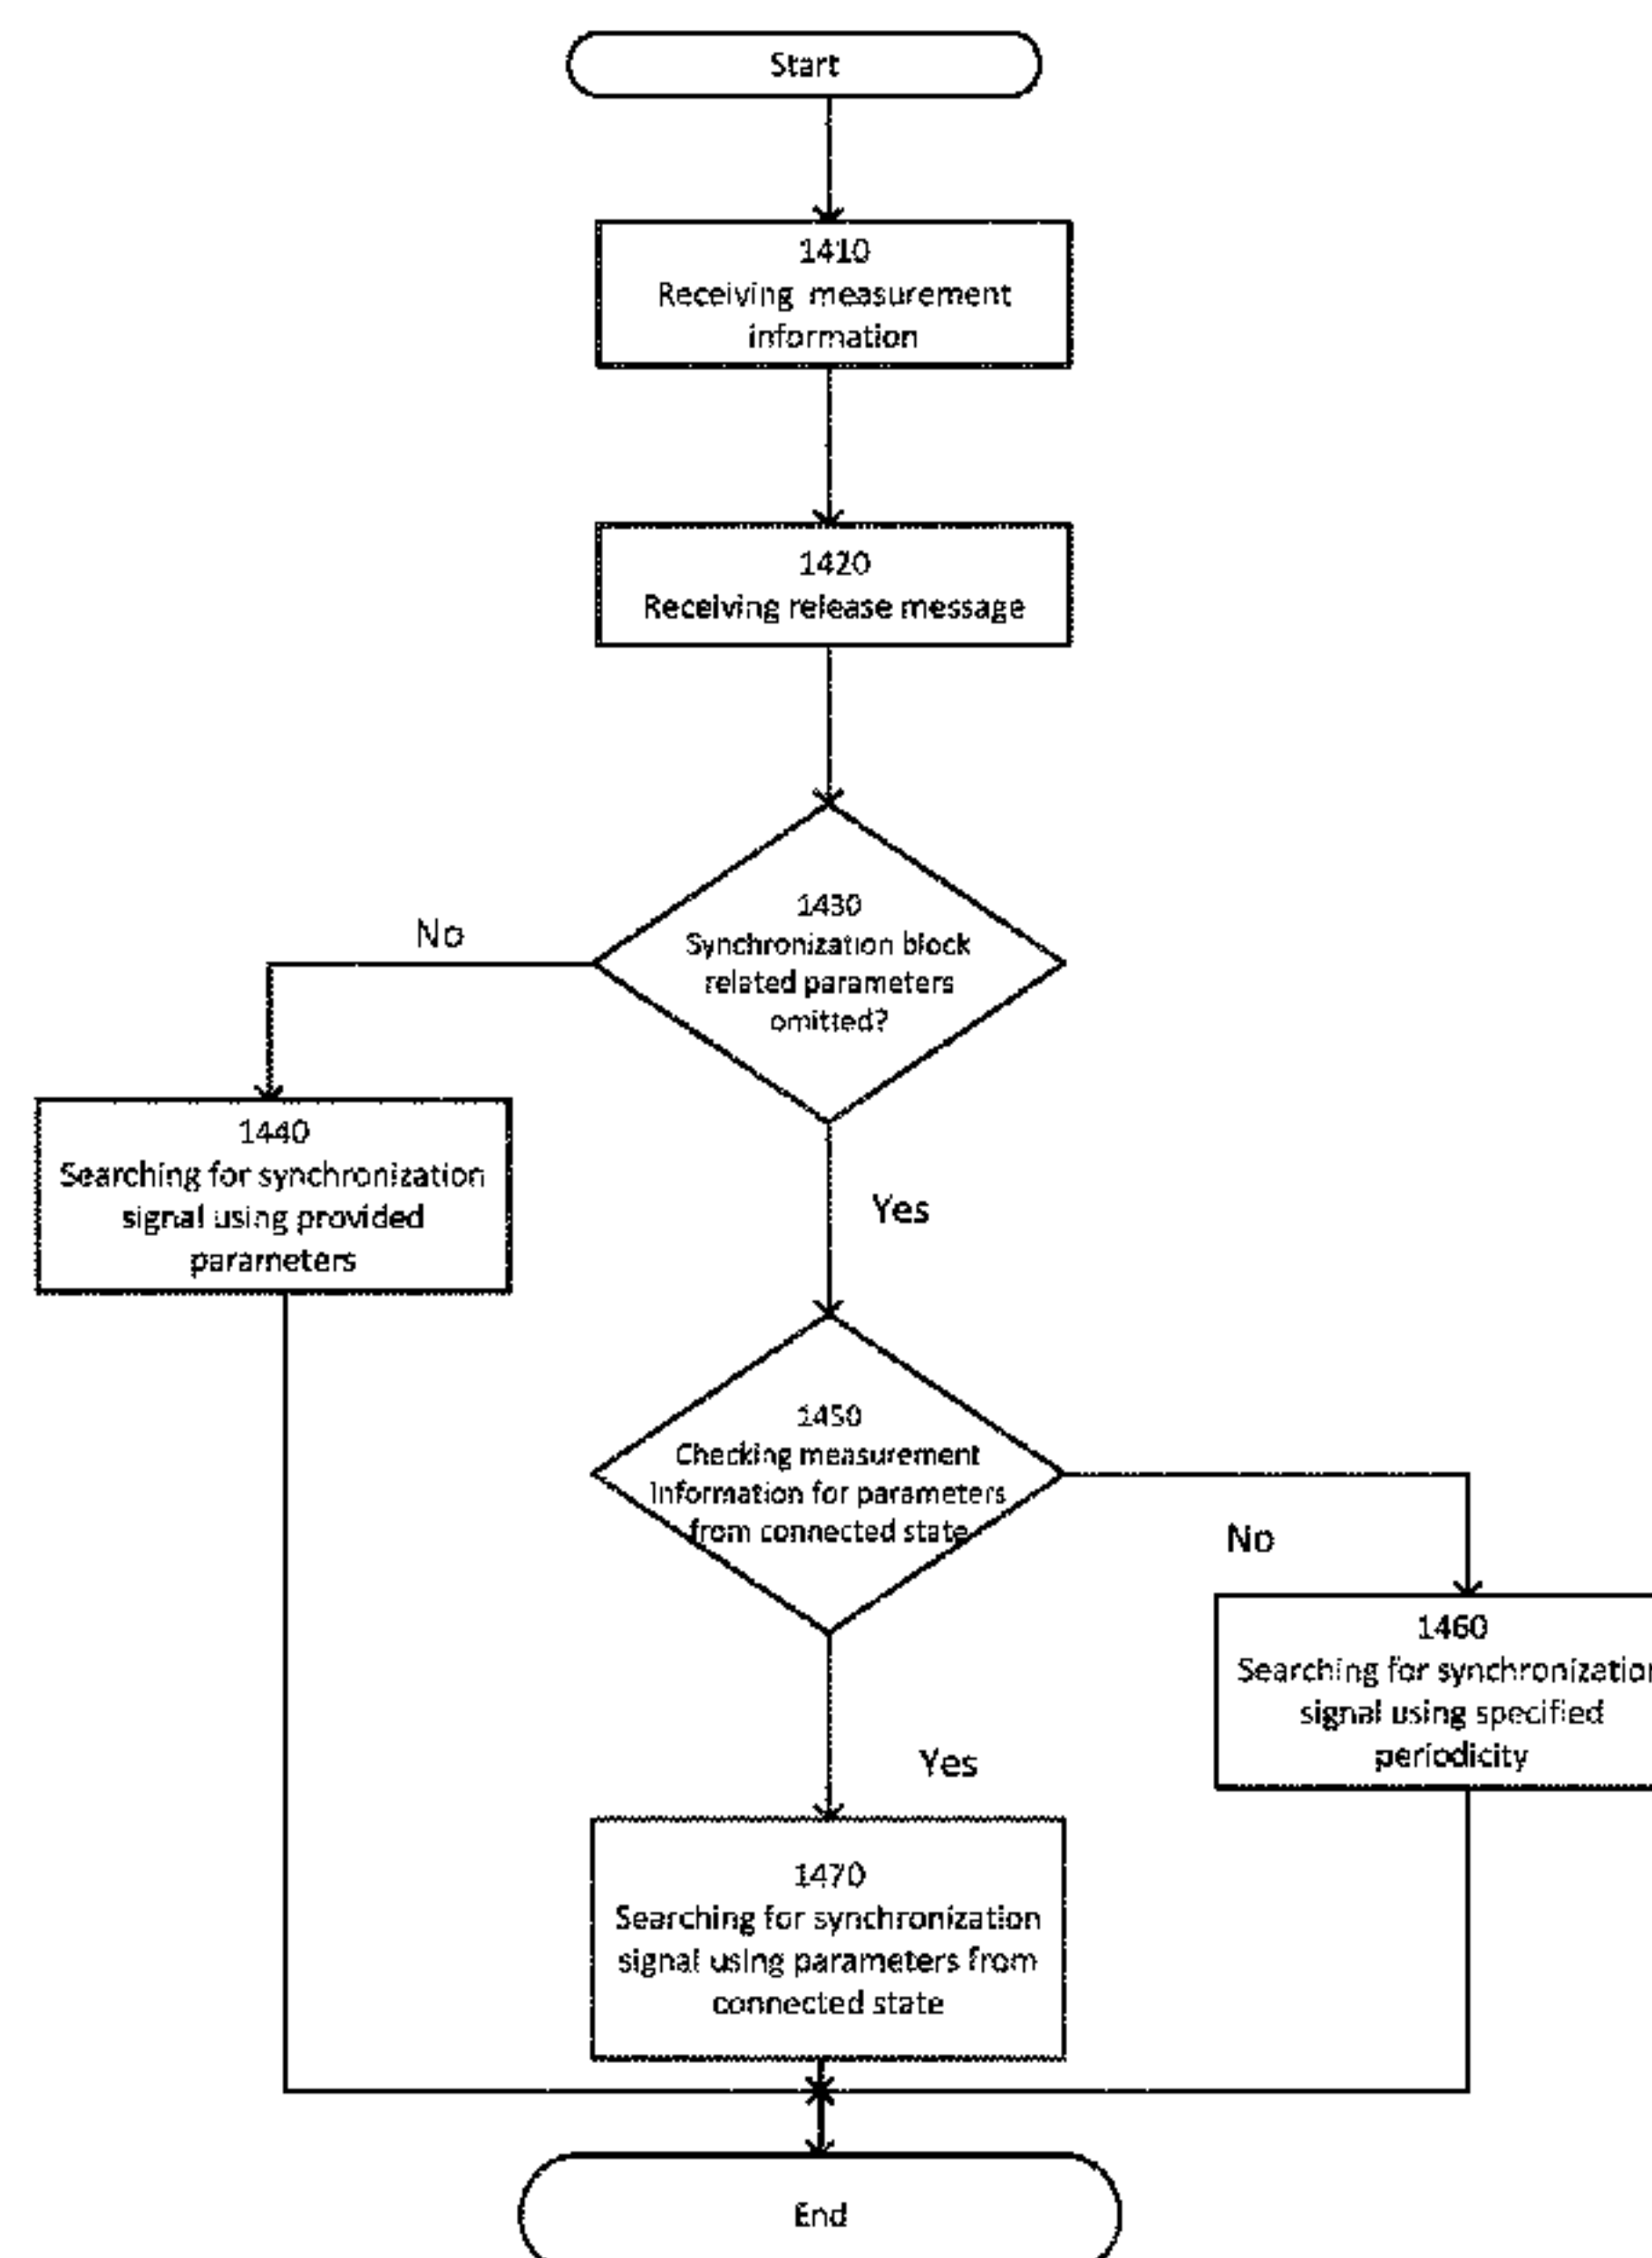 Start
1410
Receiving measurement
information
1420
Receiving release message
1430
Synchronization block
related parameters
omitted?
No
1440
Searching for synchronization
signal using provided
parameters
Yes
1450
Checking measurement
Information for parameters
from connected state
No
1460
Searching for synchronization
signal using specified
periodicity
Yes
1470
Searching for synchronization
signal using parameters from
connected state
End